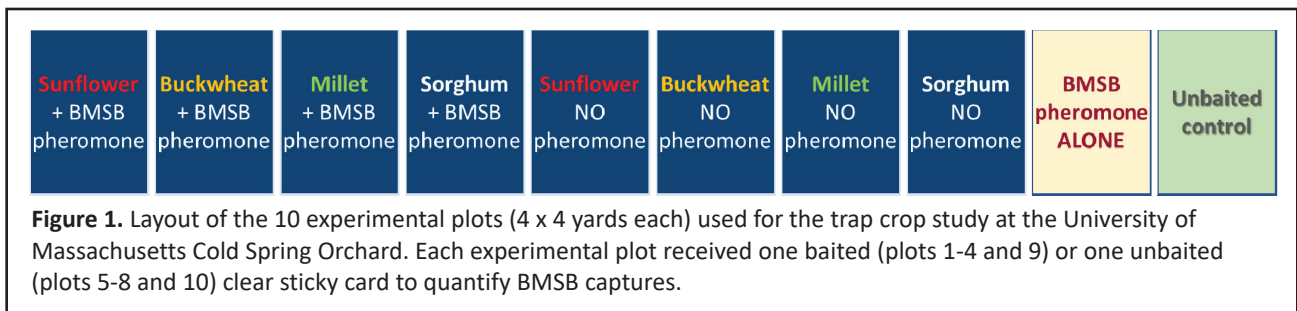 Sunflower
+ BMSB
pheromone
Buckwheat
+ BMSB
pheromone
Millet
+ BMSB
pheromone
Sorghum
+ BMSB
pheromone
Sunflower
NO
pheromone
Buckwheat
NO
pheromone
Millet
NO
pheromone
Sorghum
NO
pheromone
BMSB
pheromone
ALONE
Unbaited
control
Figure 1. Layout of the 10 experimental plots (4 x 4 yards each) used for the trap crop study at the University of
Massachusetts Cold Spring Orchard. Each experimental plot received one baited (plots 1-4 and 9) or one unbaited
(plots 5-8 and 10) clear sticky card to quantify BMSB captures.